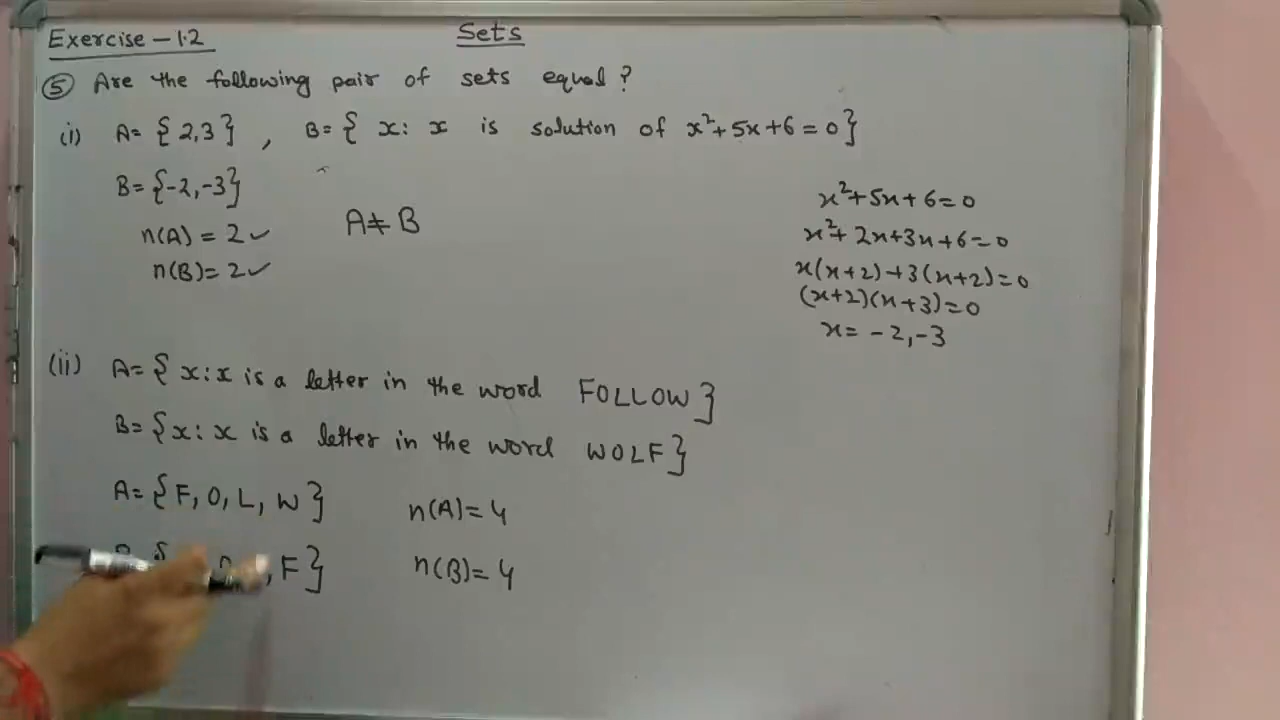 Exercise - 1.2
Sets
⑤ Are the following pair of sets equal?
(i) A= {2,3}, B= {x: x is solution of x²+5x+6=0}
B= {-2,-3}
n(A) = 2 ✓
n(B)= 2 ✓
A≠B
x²+5x+6=0
x²+2x+3x+6=0
x(x+2)+3(x+2)=0
(x+2)(x+3)=0
x= -2,-3
(ii) A= {x:x is a letter in the word FOLLOW}
B= {x: x is a letter in the word WOLF}
A= {F, O, L, W}
n(A)= 4
, F}
n(B)= 4